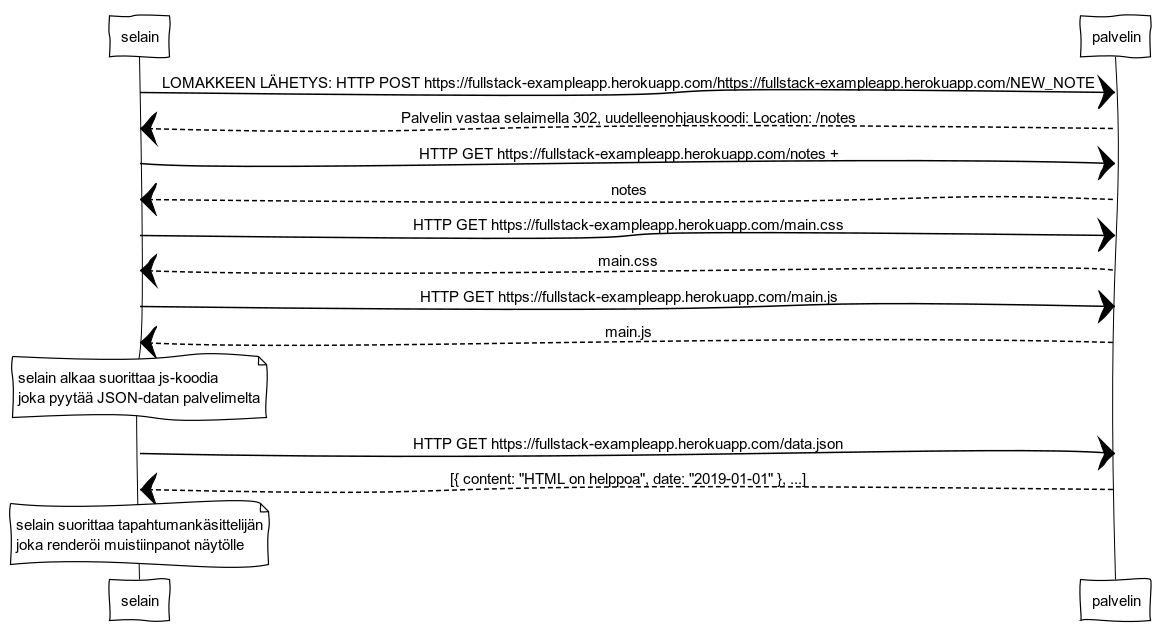 selain
palvelin
LOMAKKEEN LÄHETYS: HTTP POST https://fullstack-exampleapp.herokuapp.com/https://fullstack-exampleapp.herokuapp.com/NEW_NOTE
Palvelin vastaa selaimella 302, uudelleenohjauskoodi: Location: /notes
HTTP GET https://fullstack-exampleapp.herokuapp.com/notes +
notes
HTTP GET https://fullstack-exampleapp.herokuapp.com/main.css
main.css
HTTP GET https://fullstack-exampleapp.herokuapp.com/main.js
main.js
selain alkaa suorittaa js-koodia
joka pyytää JSON-datan palvelimelta
HTTP GET https://fullstack-exampleapp.herokuapp.com/data.json
[{ content: "HTML on helppoa", date: "2019-01-01" }, ...]
selain suorittaa tapahtumankäsittelijän
joka renderöi muistiinpanot näytölle
selain
palvelin